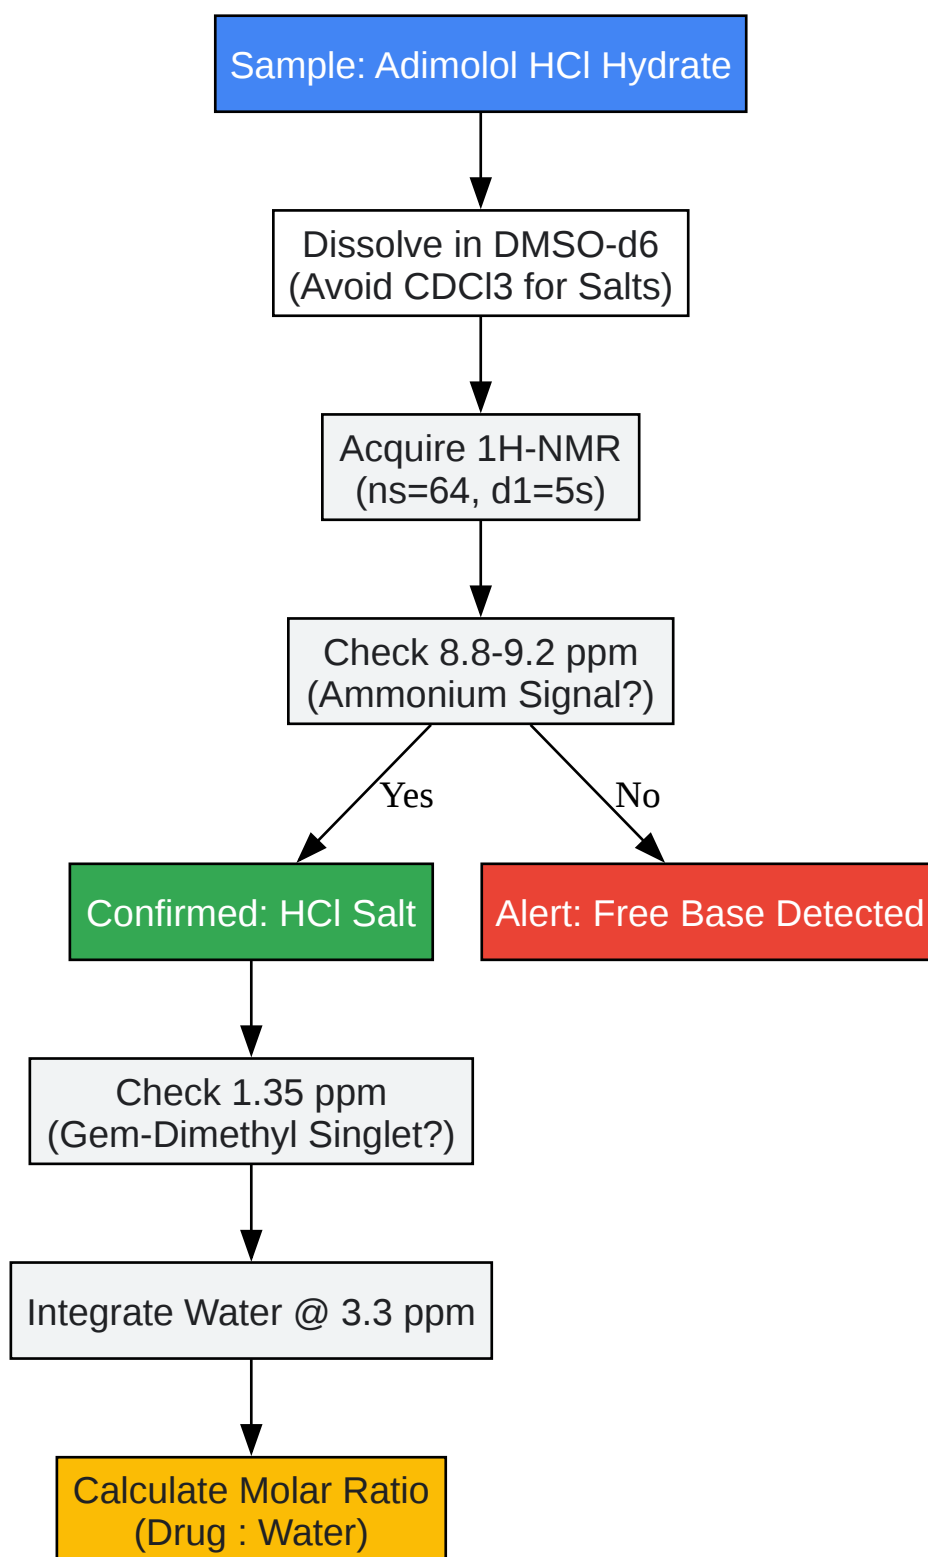 Sample: Adimolol HCl Hydrate
Dissolve in DMSO-d6
(Avoid CDCl3 for Salts)
Acquire 1H-NMR
(ns=64, d1=5s)
Check 8.8-9.2 ppm
(Ammonium Signal?)
Yes
No
Confirmed: HCl Salt
Alert: Free Base Detected
Check 1.35 ppm
(Gem-Dimethyl Singlet?)
Integrate Water @ 3.3 ppm
Calculate Molar Ratio
(Drug : Water)